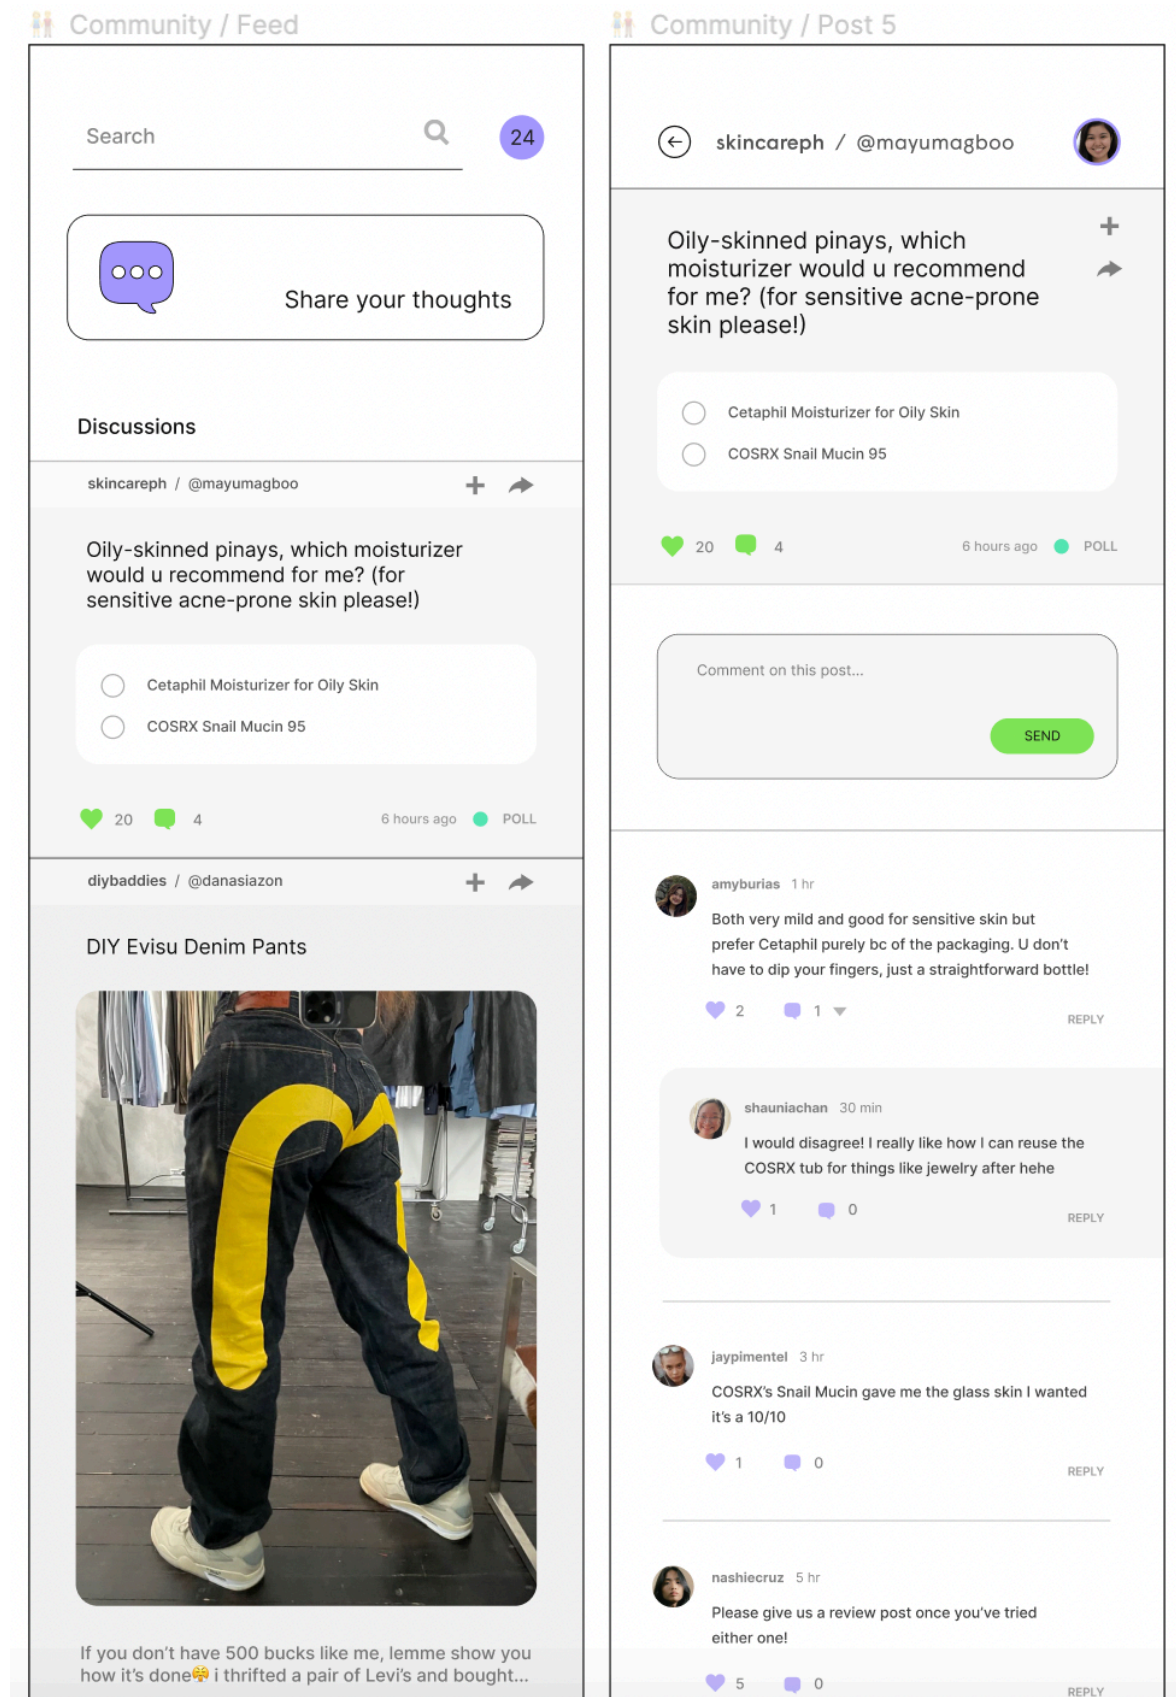 Community / Feed
Search
24
Share your thoughts
Discussions
skincareph / @mayumagboo
Oily-skinned pinays, which moisturizer
would u recommend for me? (for
sensitive acne-prone skin please!)
Cetaphil Moisturizer for Oily Skin
COSRX Snail Mucin 95
20 4 6 hours ago POLL
diybaddies / @danasiazon
DIY Evisu Denim Pants
If you don’t have 500 bucks like me, lemme show you
how it’s done😤 i thrifted a pair of Levi’s and bought...
Community / Post 5
skincareph / @mayumagboo
Oily-skinned pinays, which
moisturizer would u recommend
for me? (for sensitive acne-prone
skin please!)
Cetaphil Moisturizer for Oily Skin
COSRX Snail Mucin 95
20 4 6 hours ago POLL
Comment on this post...
SEND
amyburias 1 hr
Both very mild and good for sensitive skin but
prefer Cetaphil purely bc of the packaging. U don’t
have to dip your fingers, just a straightforward bottle!
2 1
REPLY
shauniachan 30 min
I would disagree! I really like how I can reuse the
COSRX tub for things like jewelry after hehe
1 0
REPLY
jaypimentel 3 hr
COSRX’s Snail Mucin gave me the glass skin I wanted
it’s a 10/10
1 0
REPLY
nashiecruz 5 hr
Please give us a review post once you’ve tried
either one!
5 0
REPLY